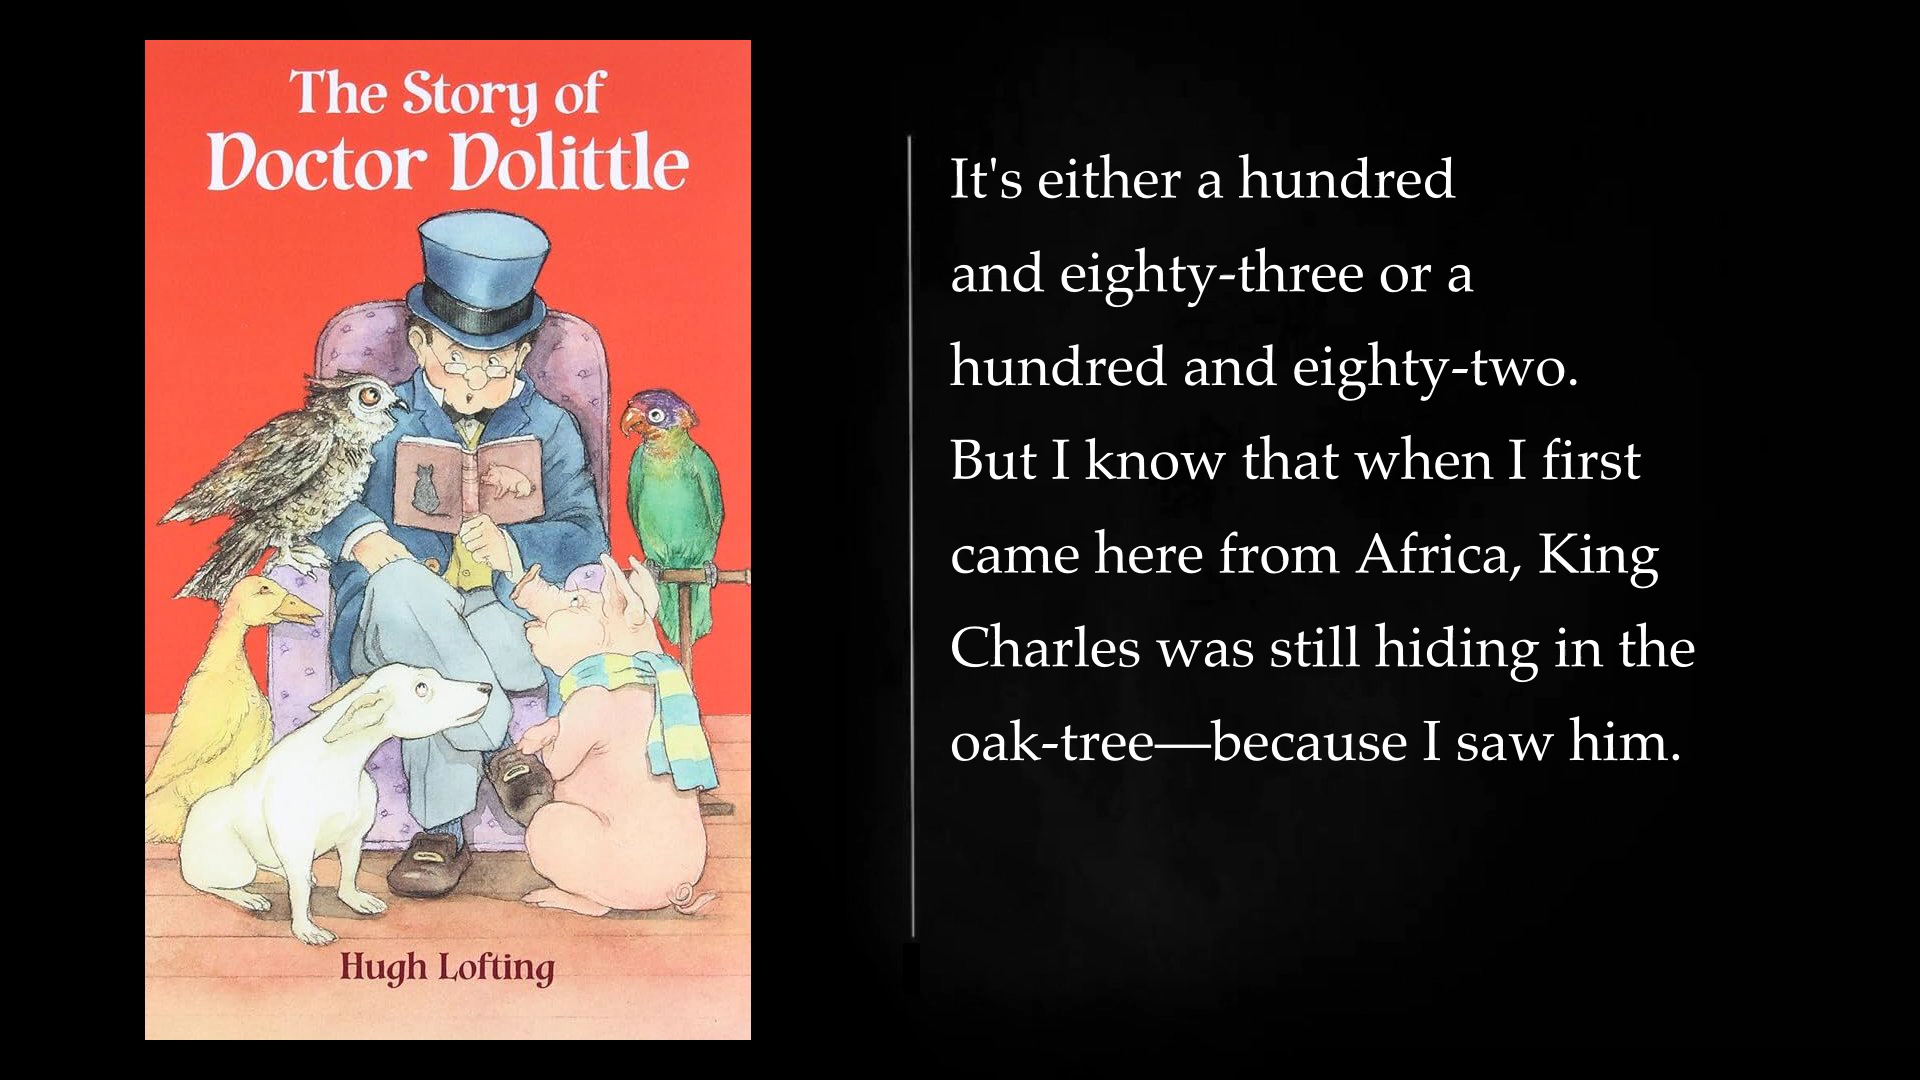 The Story of
Doctor Dolittle
Hugh Lofting
It's either a hundred
and eighty-three or a
hundred and eighty-two.
But I know that when I first
came here from Africa, King
Charles was still hiding in the
oak-tree—because I saw him.